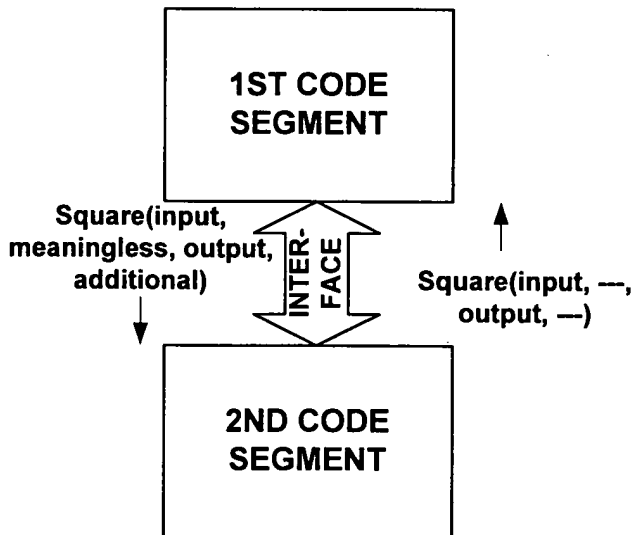 1ST CODE
SEGMENT
Square(input,
meaningless, output,
additional)
INTER-
FACE
Square(input, ---,
output, ---)
2ND CODE
SEGMENT